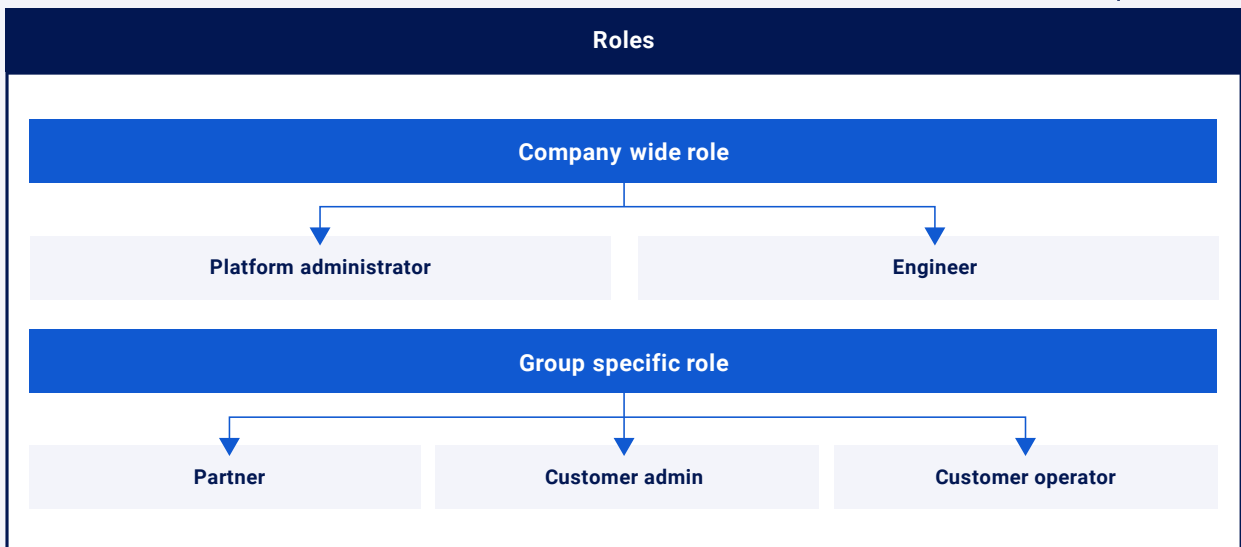 Roles
Company wide role
Platform administrator
Engineer
Group specific role
Partner
Customer admin
Customer operator